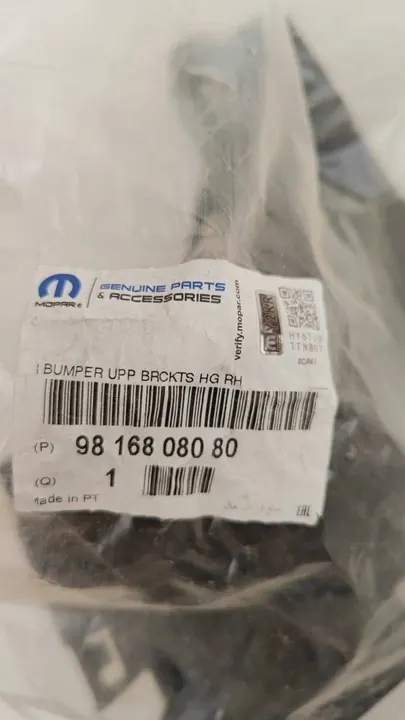 MOPAR®
GENUINE PARTS
& ACCESSORIES
verify.mopar.com
BUMPER UPP BRCKTS HG RH
(P) 98 168 080 80
(Q) 1
Made in PT
EAC